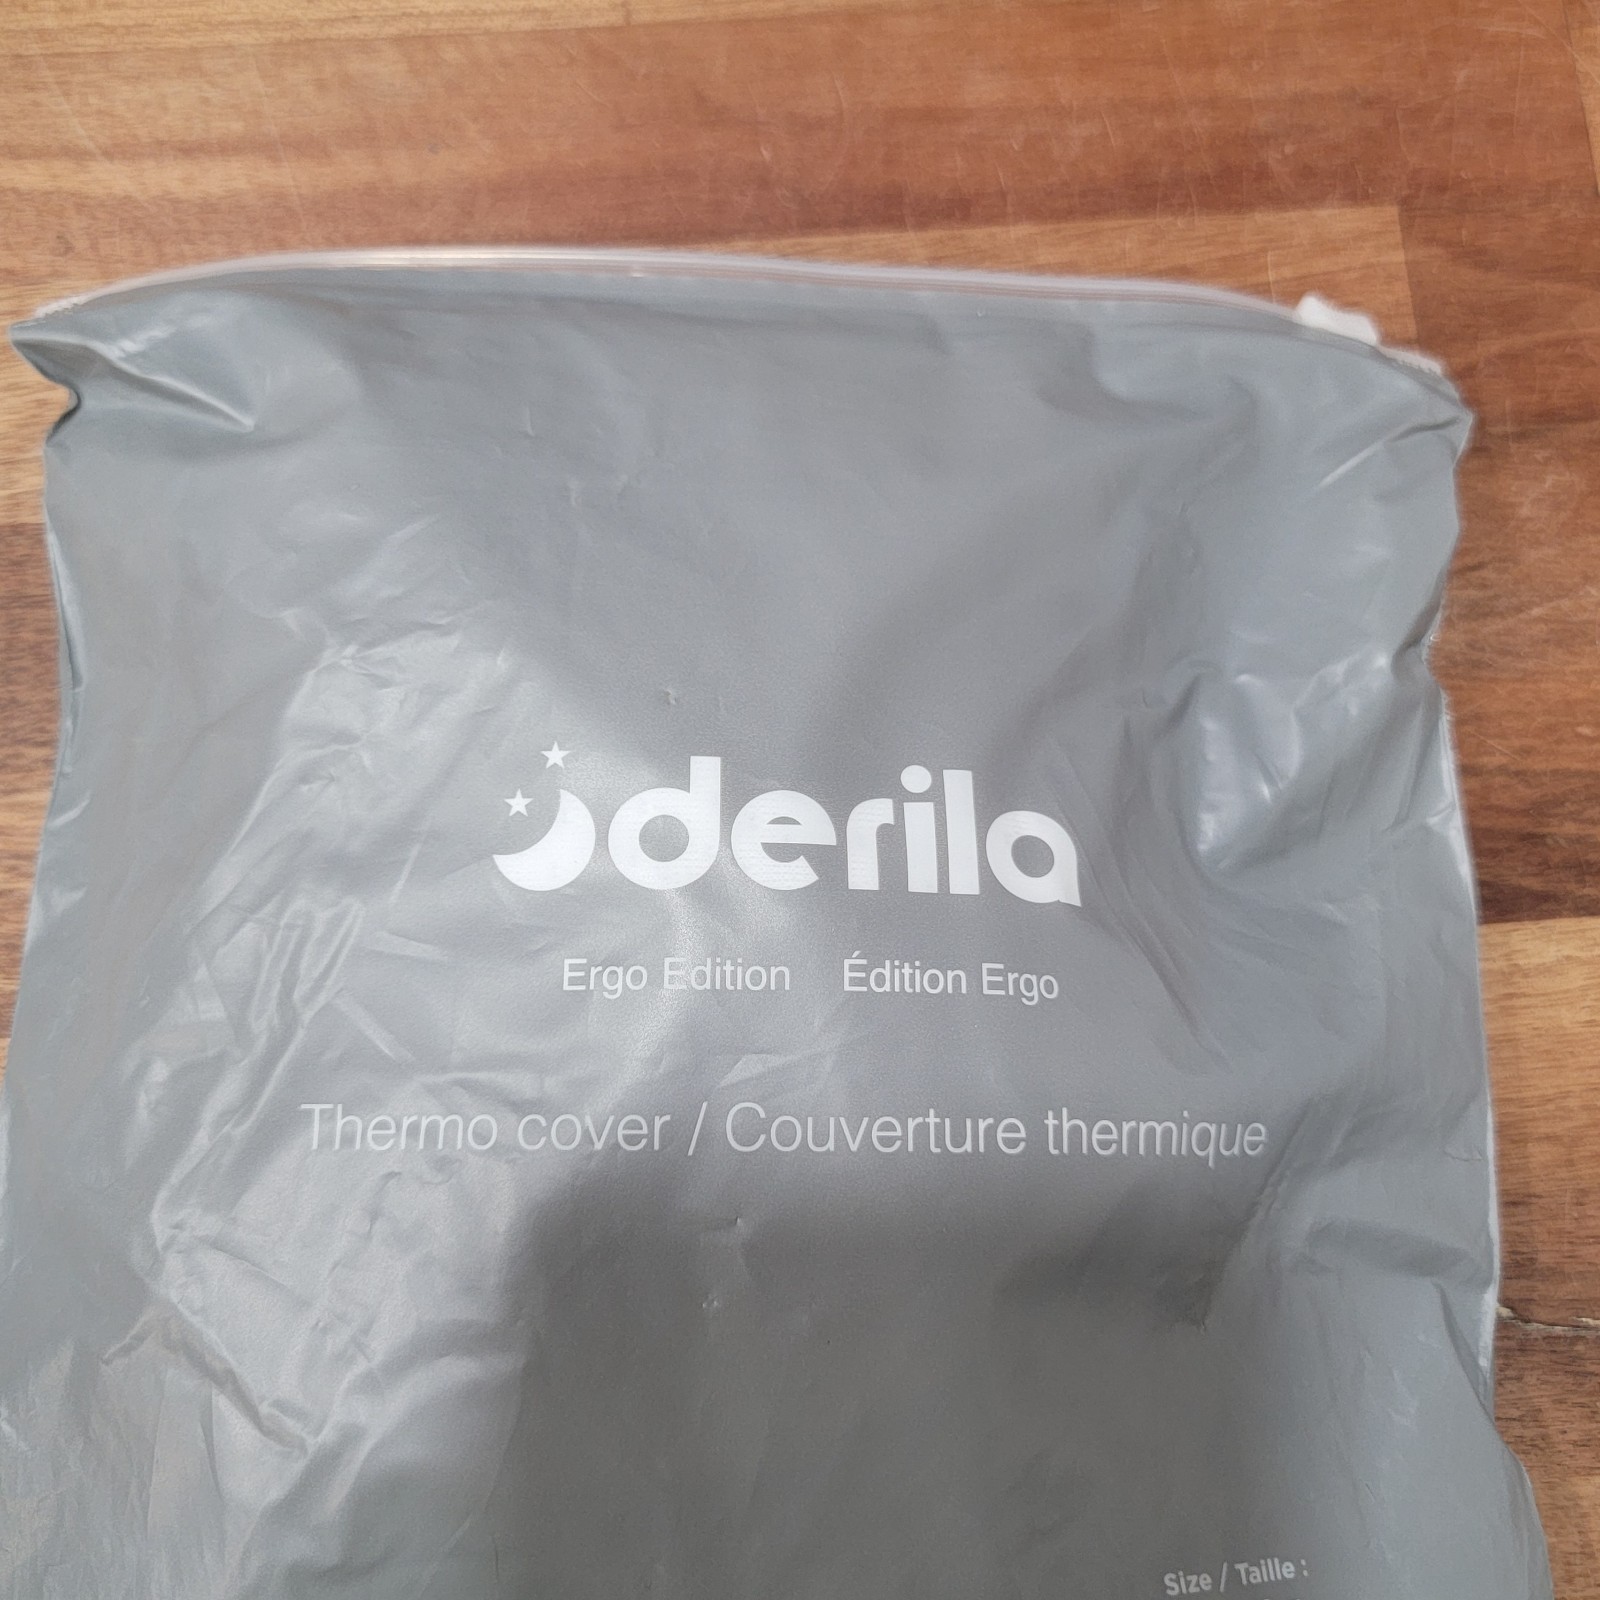 derila
Ergo Edition Édition Ergo
Thermo cover / Couverture thermique
Size / Taille :